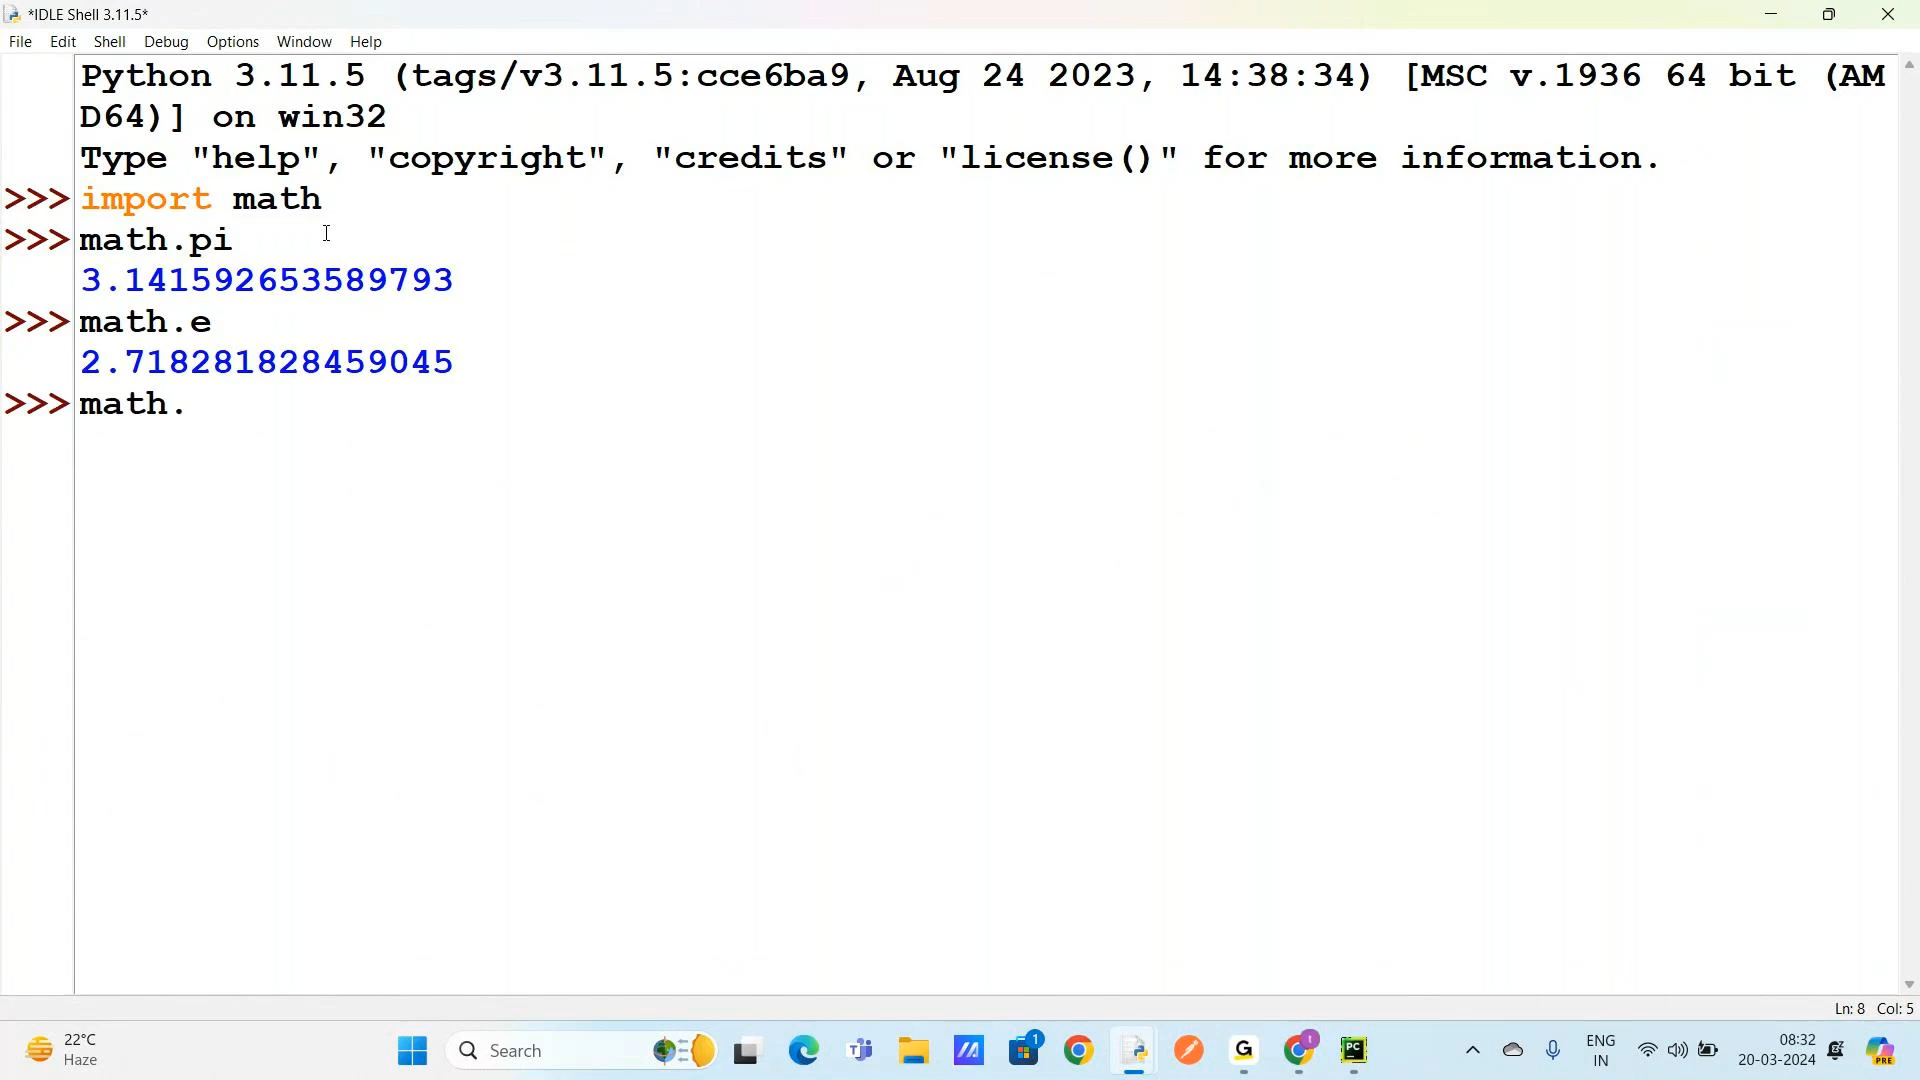 *IDLE Shell 3.11.5*
File Edit Shell Debug Options Window Help
Python 3.11.5 (tags/v3.11.5:cce6ba9, Aug 24 2023, 14:38:34) [MSC v.1936 64 bit (AM
D64)] on win32
Type "help", "copyright", "credits" or "license()" for more information.
>>> import math
>>> math.pi
3.141592653589793
>>> math.e
2.718281828459045
>>> math.
Ln: 8 Col: 5
22°C
Haze
Search
1
G
t
PC
ENG
IN
08:32
20-03-2024
PRE